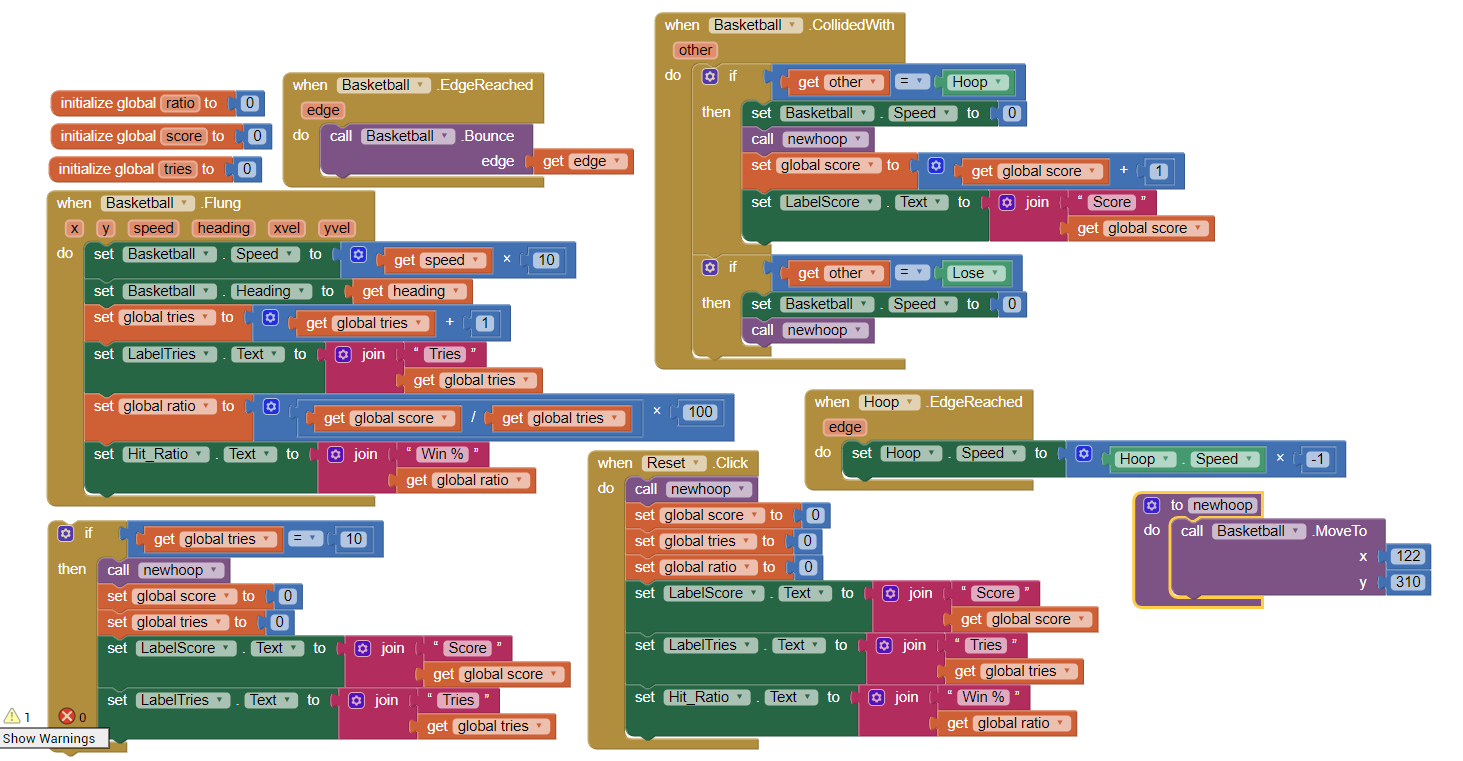 initialize global ratio to 0
initialize global score to 0
initialize global tries to 0
when Basketball .EdgeReached
edge
do call Basketball .Bounce
edge get edge
when Basketball .Flung
x y speed heading xvel yvel
do set Basketball . Speed to get speed × 10
set Basketball . Heading to get heading
set global tries to get global tries + 1
set LabelTries . Text to join " Tries "
get global tries
set global ratio to get global score / get global tries × 100
set Hit_Ratio . Text to join " Win % "
get global ratio
if get global tries = 10
then call newhoop
set global score to 0
set global tries to 0
set LabelScore . Text to join " Score "
get global score
set LabelTries . Text to join " Tries "
get global tries
1 0
Show Warnings
when Basketball .CollidedWith
other
do if get other = Hoop
then set Basketball . Speed to 0
call newhoop
set global score to get global score + 1
set LabelScore . Text to join " Score "
get global score
if get other = Lose
then set Basketball . Speed to 0
call newhoop
when Hoop .EdgeReached
edge
do set Hoop . Speed to Hoop . Speed × -1
when Reset .Click
do call newhoop
set global score to 0
set global tries to 0
set global ratio to 0
set LabelScore . Text to join " Score "
get global score
set LabelTries . Text to join " Tries "
get global tries
set Hit_Ratio . Text to join " Win % "
get global ratio
to newhoop
do call Basketball .MoveTo
x 122
y 310